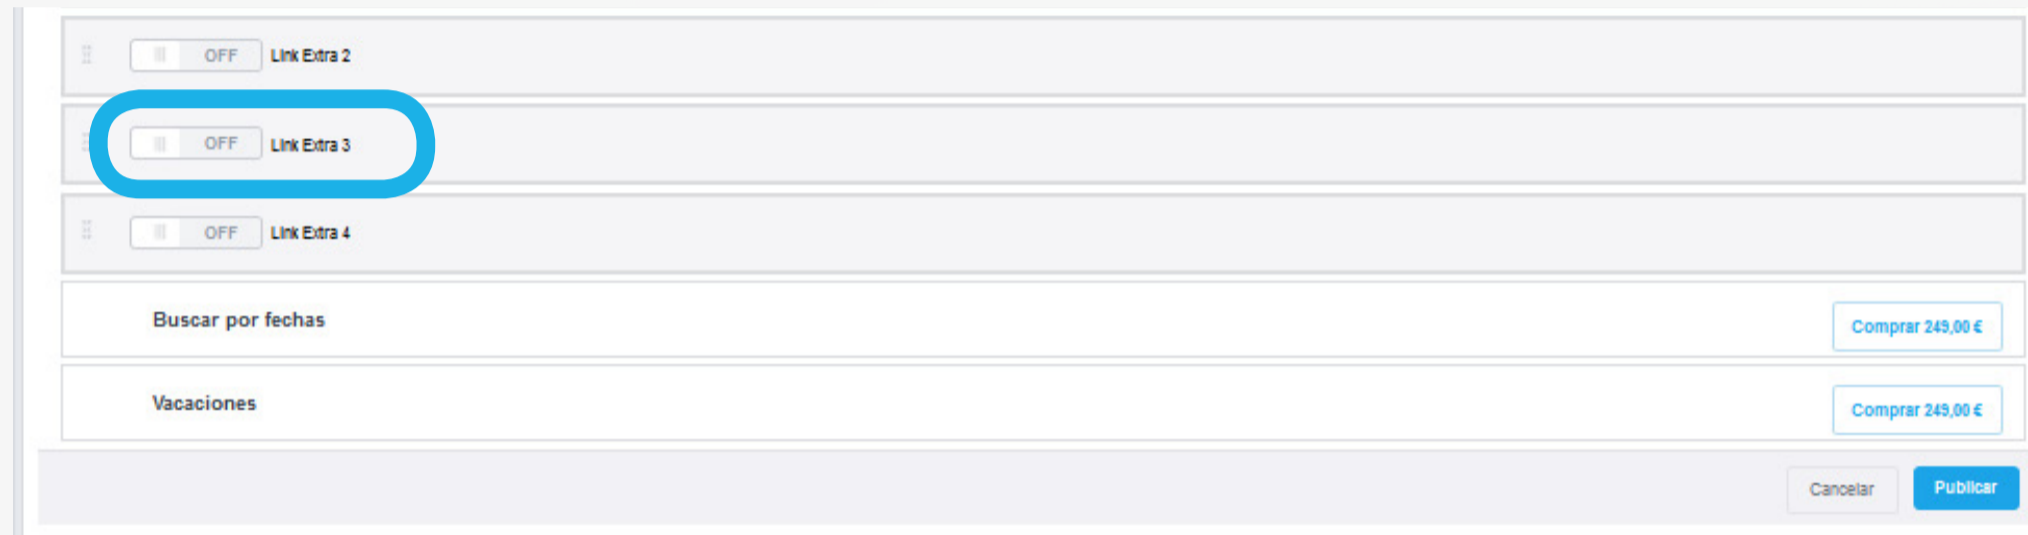 OFF Link Extra 2
OFF Link Extra 3
OFF Link Extra 4
Buscar por fechas
Comprar 249,00 €
Vacaciones
Comprar 249,00 €
Cancelar Publicar